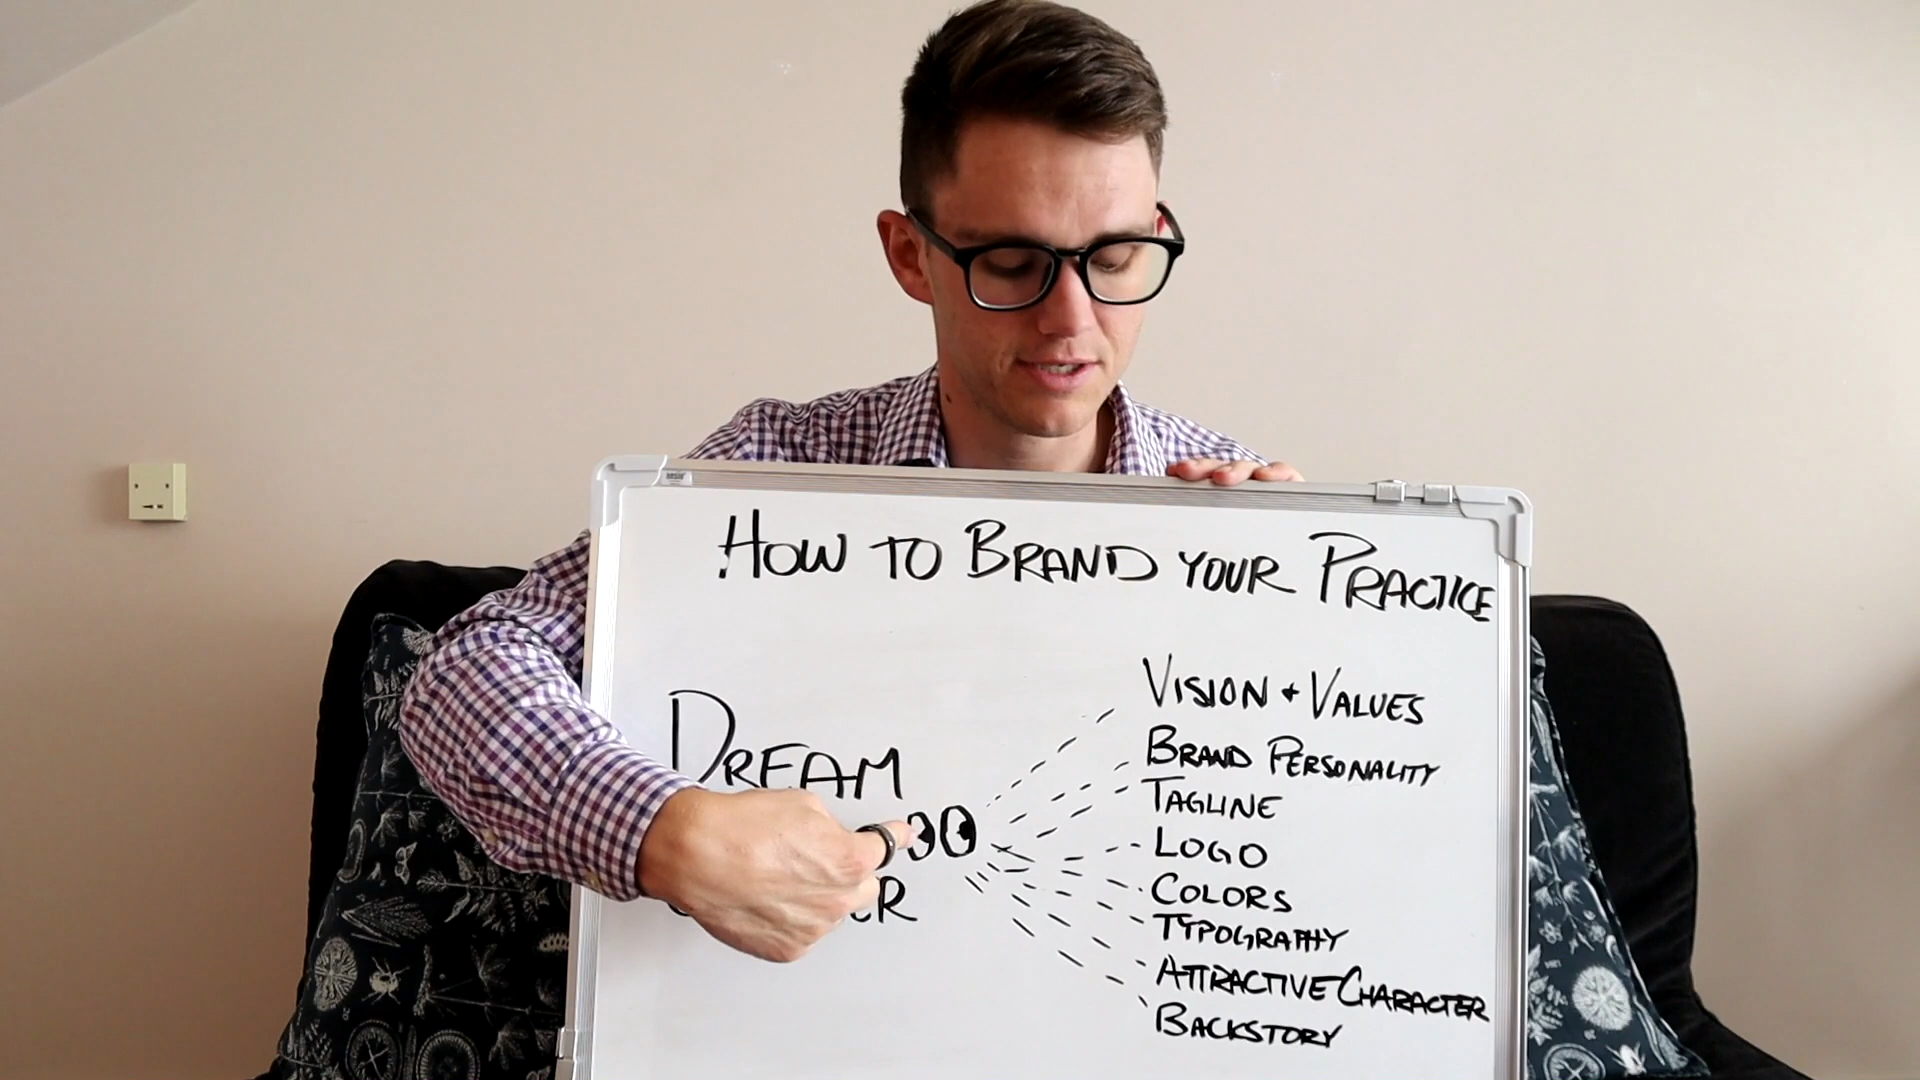 HOW TO BRAND YOUR PRACTICE
DREAM
VISION + VALUES
BRAND PERSONALITY
TAGLINE
LOGO
COLORS
TYPOGRAPHY
ATTRACTIVE CHARACTER
BACKSTORY